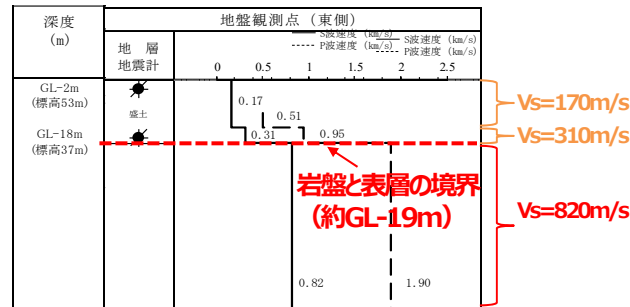 深度
(m)
地盤観測点（東側）
地　層
地震計
S波速度 (km/s)
P波速度 (km/s)
S波速度 (km/s)
P波速度 (km/s)
0 0.5 1 1.5 2 2.5
GL-2m
(標高53m)
盛土
GL-18m
(標高37m)
0.17
0.51
0.31
0.95
0.82
1.90
岩盤と表層の境界
（約GL-19m）
Vs=170m/s
Vs=310m/s
Vs=820m/s